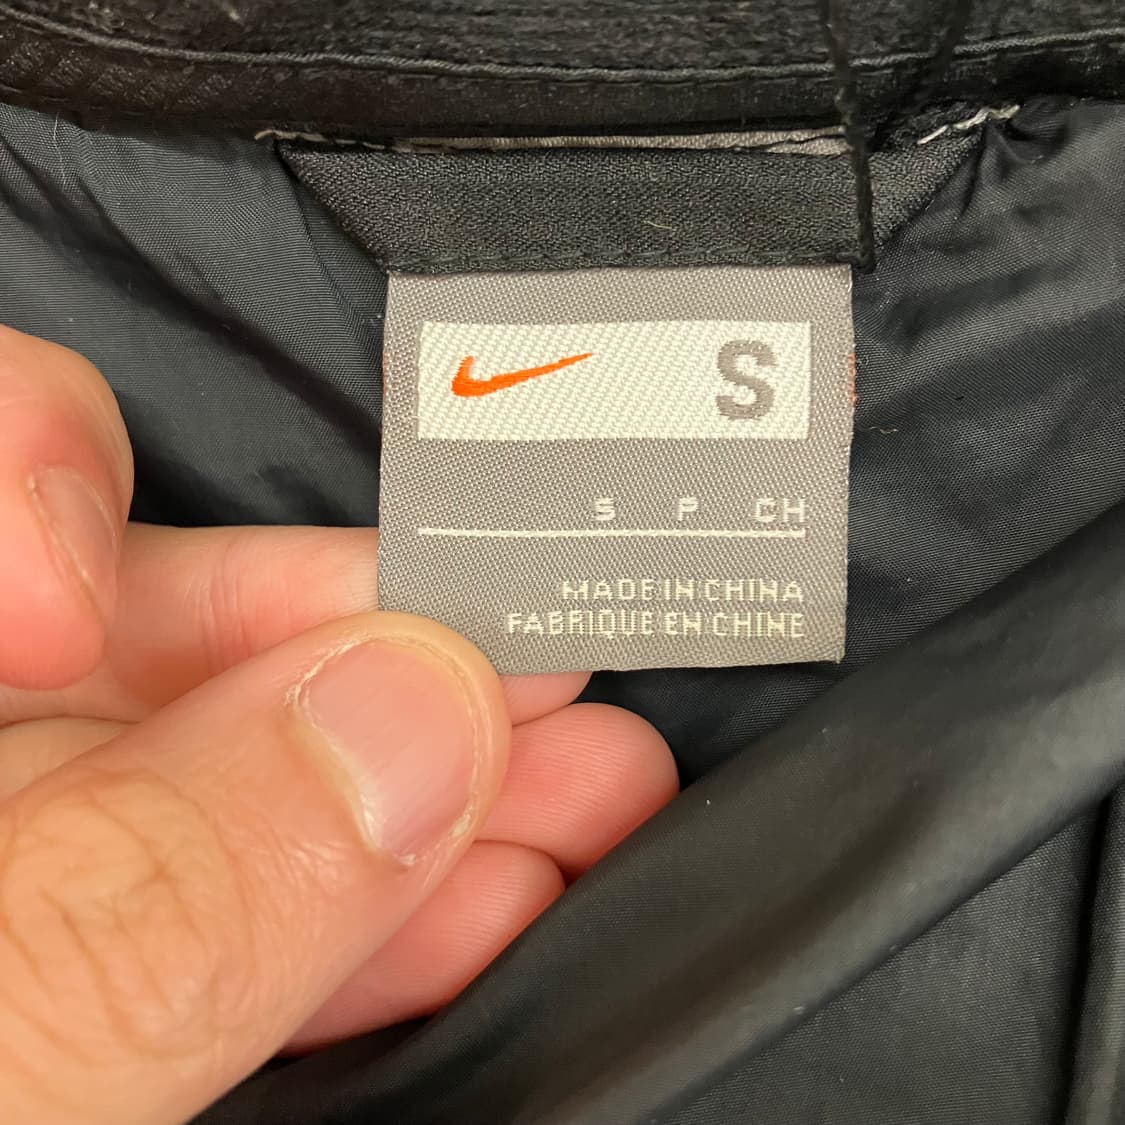 S
S P CH
MADE IN CHINA
FABRIQUE EN CHINE